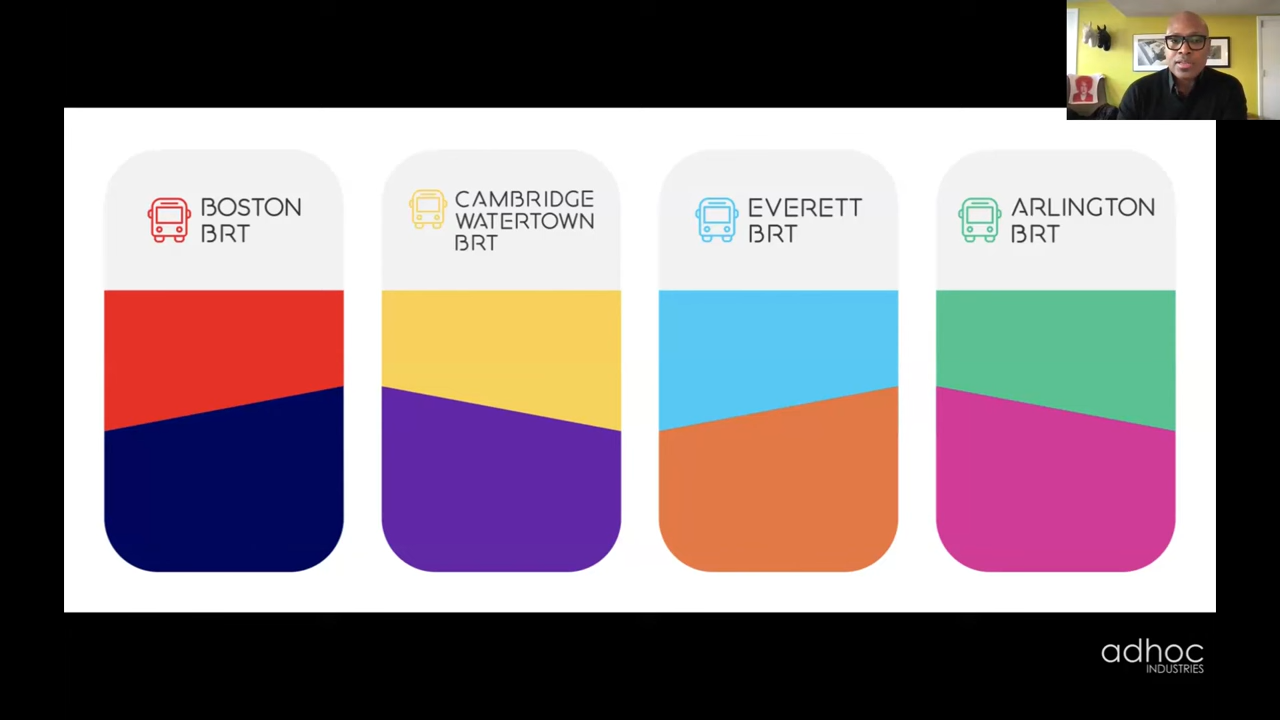 BOSTON
BRT
CAMBRIDGE
WATERTOWN
BRT
EVERETT
BRT
ARLINGTON
BRT
adhoc
INDUSTRIES